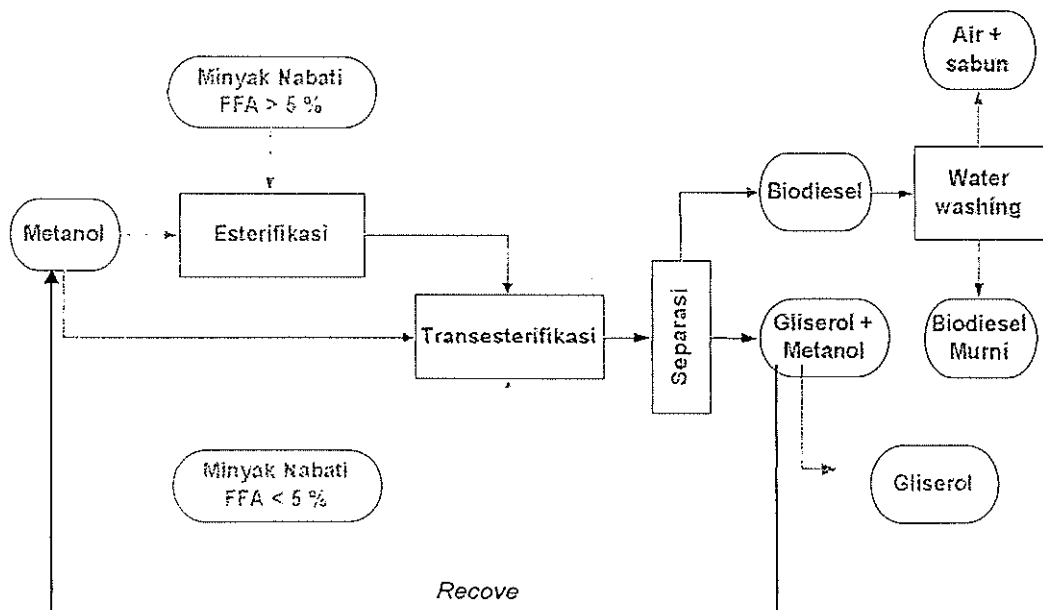 Air +
sabun
Minyak Nabati
FFA > 5 %
Biodiesel
Water
washing
Metanol
Esterifikasi
Transesterifikasi
Separasi
Gliserol +
Metanol
Biodiesel
Murni
Minyak Nabati
FFA < 5 %
Gliserol
Recove